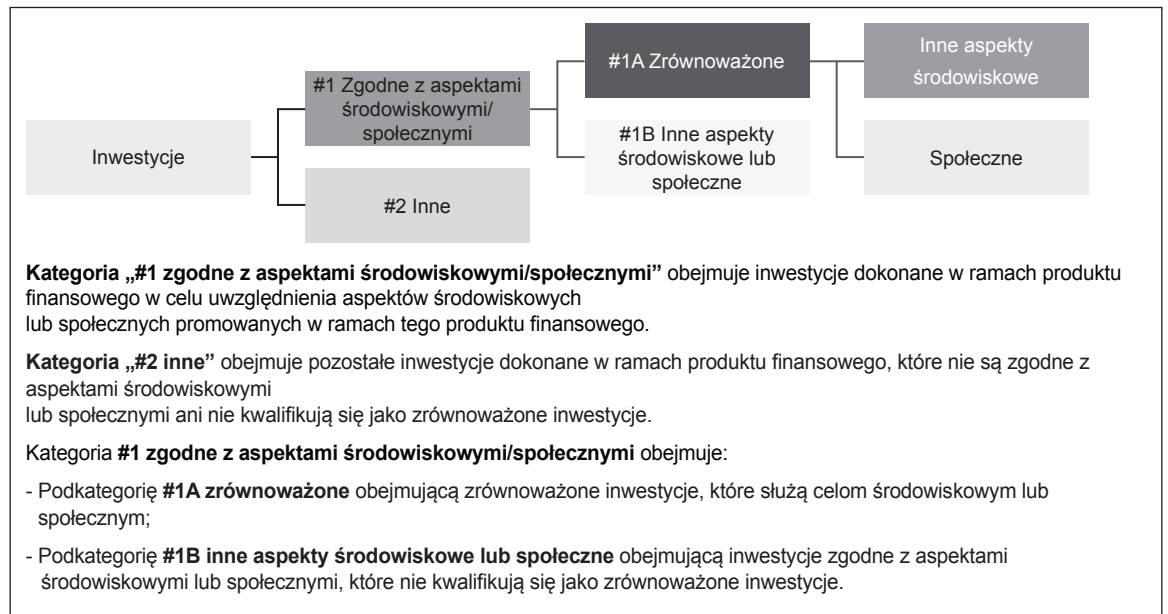 Inwestycje
#1 Zgodne z aspektami
środowiskowymi/
społecznymi
#2 Inne
#1A Zrównoważone
#1B Inne aspekty
środowiskowe lub
społeczne
Inne aspekty
środowiskowe
Społeczne
Kategoria „#1 zgodne z aspektami środowiskowymi/społecznymi” obejmuje inwestycje dokonane w ramach produktu
finansowego w celu uwzględnienia aspektów środowiskowych
lub społecznych promowanych w ramach tego produktu finansowego.
Kategoria „#2 inne” obejmuje pozostałe inwestycje dokonane w ramach produktu finansowego, które nie są zgodne z
aspektami środowiskowymi
lub społecznymi ani nie kwalifikują się jako zrównoważone inwestycje.
Kategoria #1 zgodne z aspektami środowiskowymi/społecznymi obejmuje:
- Podkategorię #1A zrównoważone obejmującą zrównoważone inwestycje, które służą celom środowiskowym lub
społecznym;
- Podkategorię #1B inne aspekty środowiskowe lub społeczne obejmującą inwestycje zgodne z aspektami
środowiskowymi lub społecznymi, które nie kwalifikują się jako zrównoważone inwestycje.